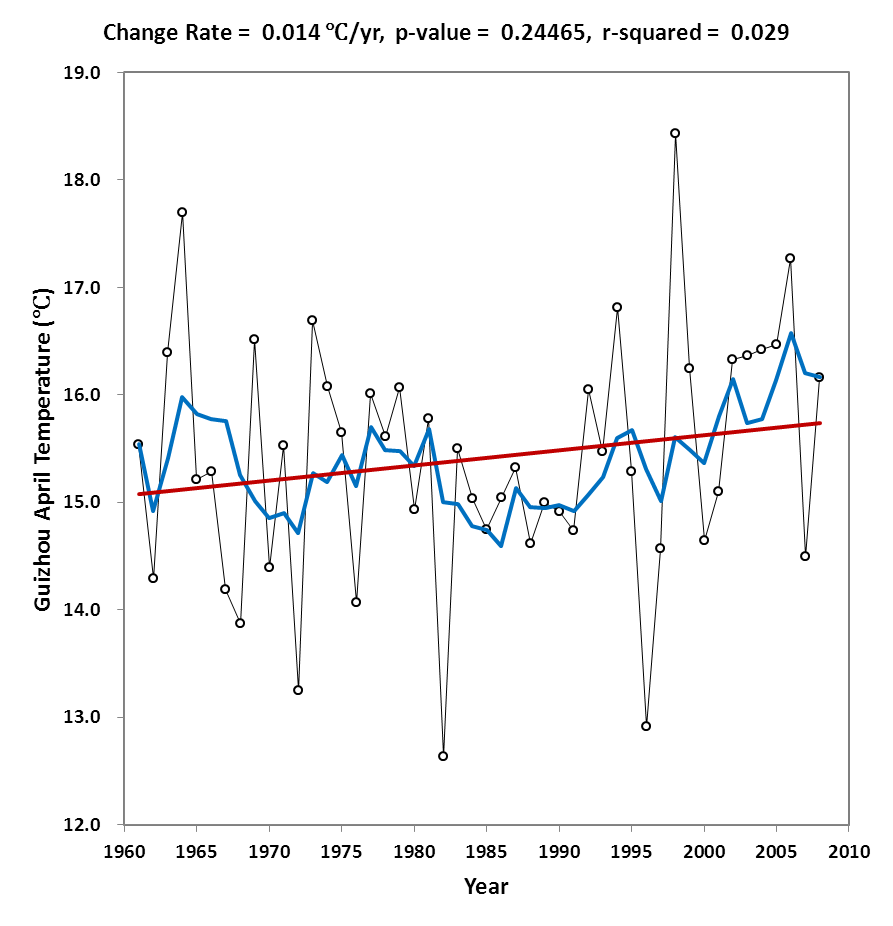 Change Rate = 0.014 ℃/yr, p-value = 0.24465, r-squared = 0.029
19.0
18.0
17.0
16.0
15.0
14.0
13.0
12.0
Guizhou April Temperature (℃)
1960 1965 1970 1975 1980 1985 1990 1995 2000 2005 2010
Year